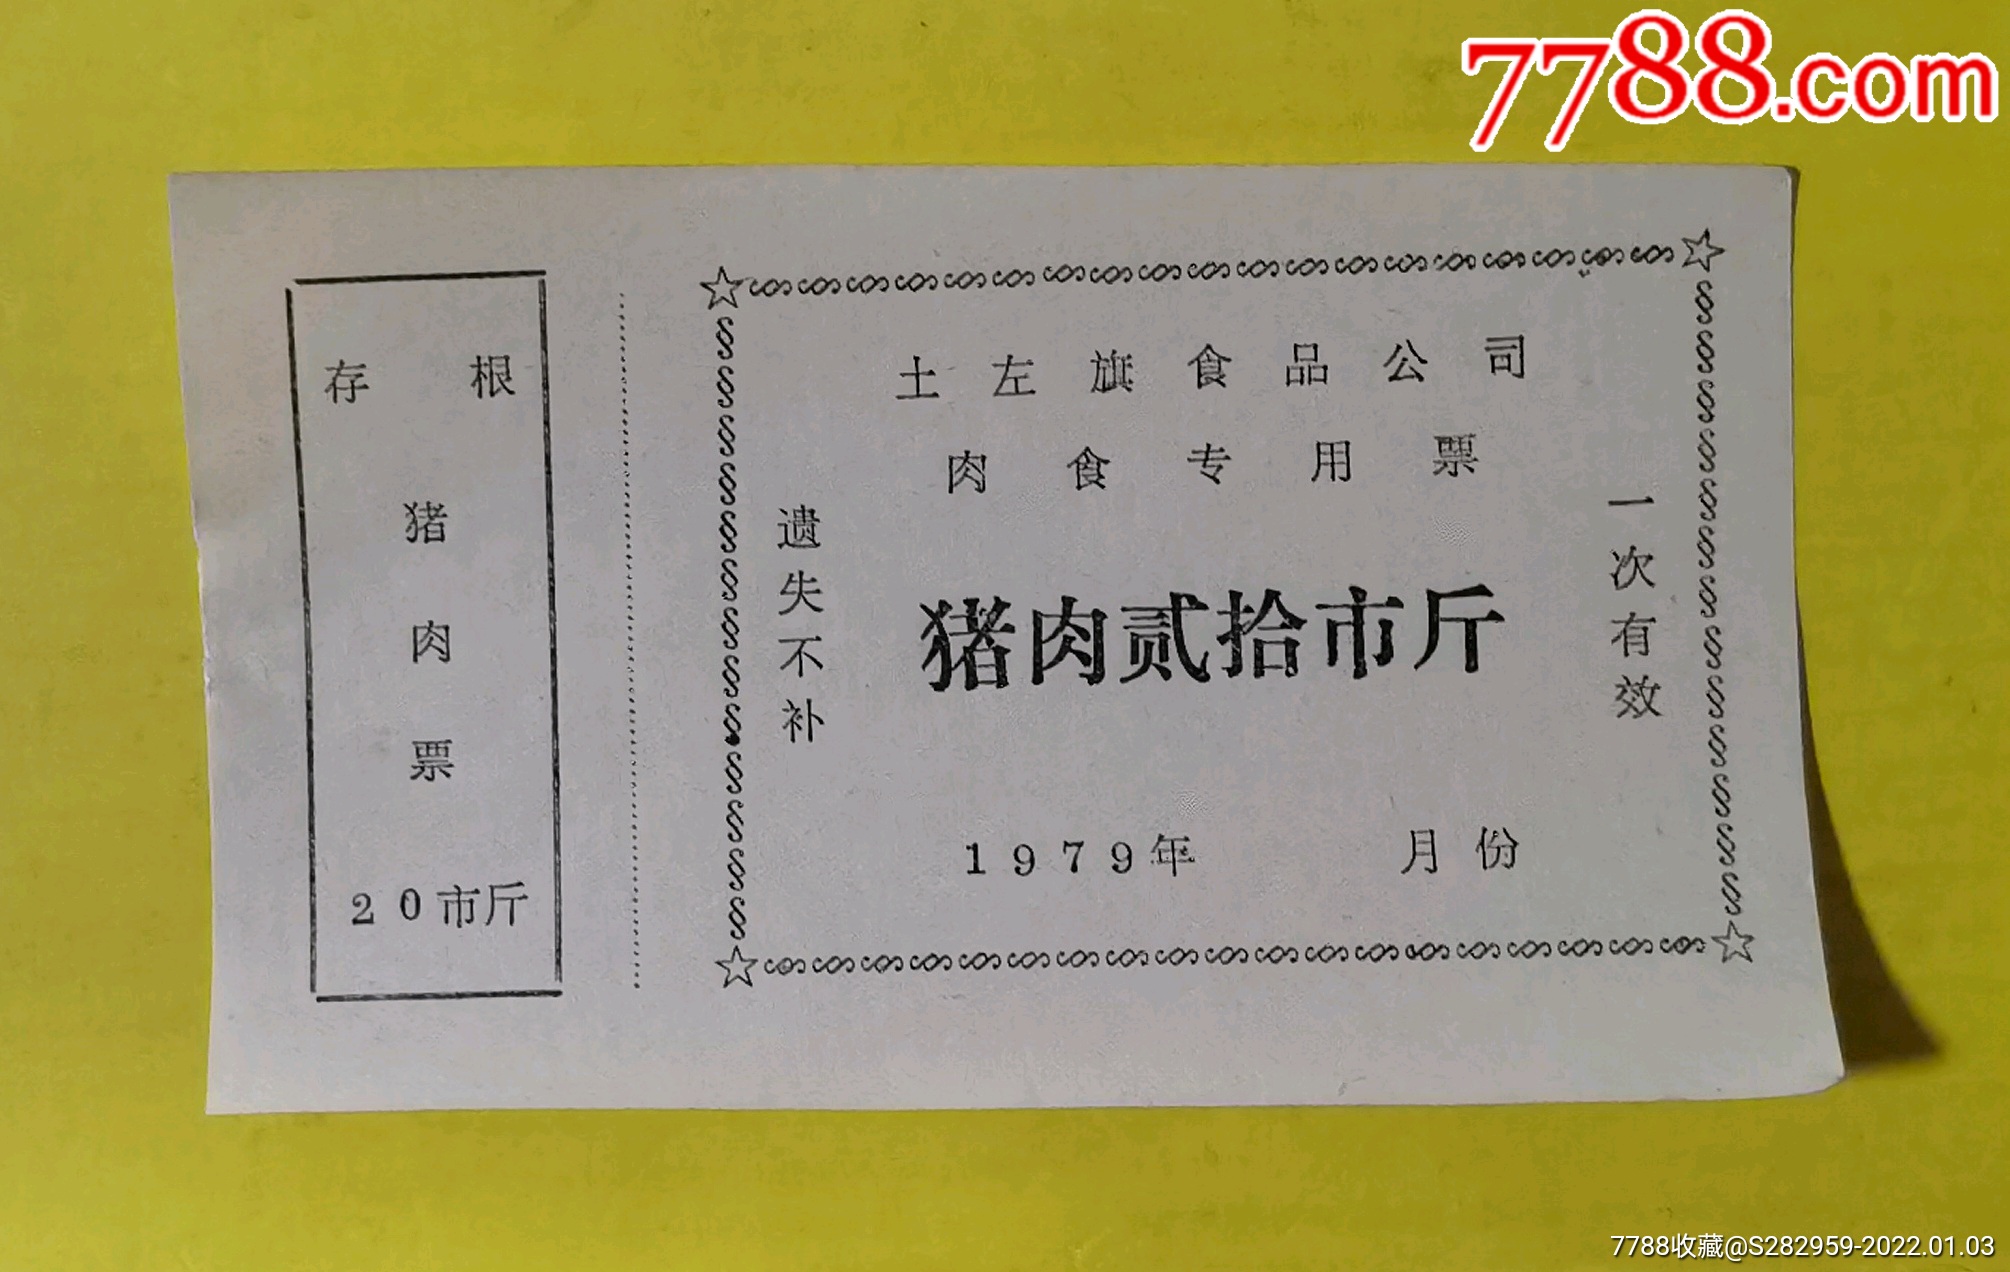 7788.com
存根
猪肉票
20市斤
土左旗食品公司
肉食专用票
遗失不补
猪肉贰拾市斤
一次有效
1979年 月份
7788收藏@S282959-2022.01.03